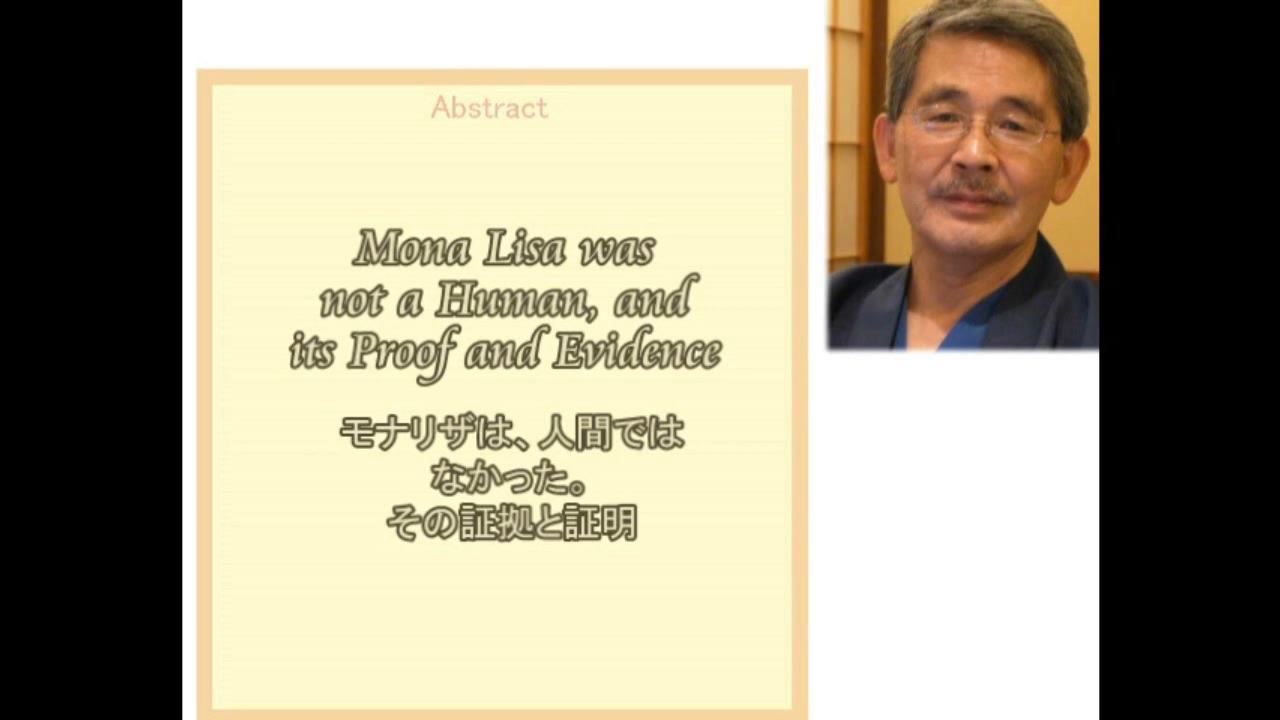 Abstract
Mona Lisa was
not a Human, and
its Proof and Evidence
モナリザは、人間では
なかった。
その証拠と証明